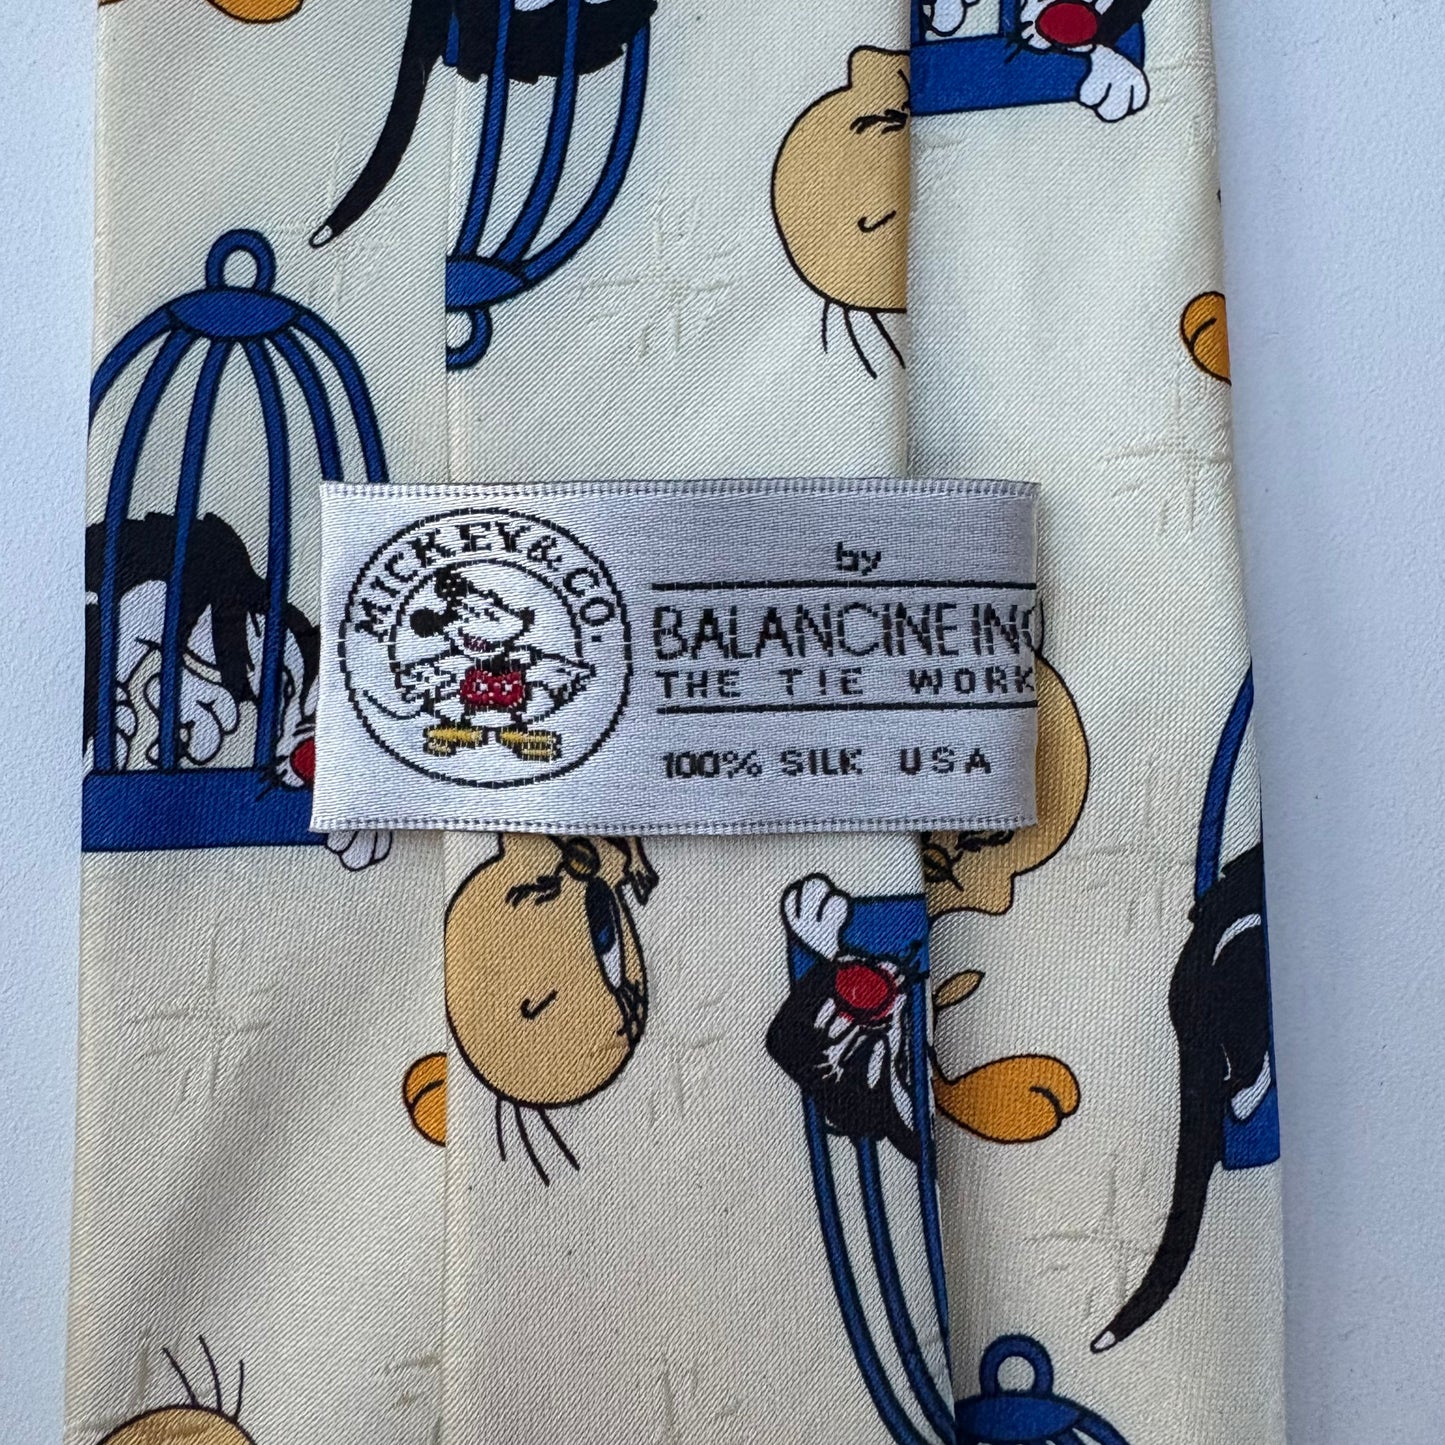 MICKEY & CO.
by
BALANCINE INC
THE TIE WORK
100% SILK USA